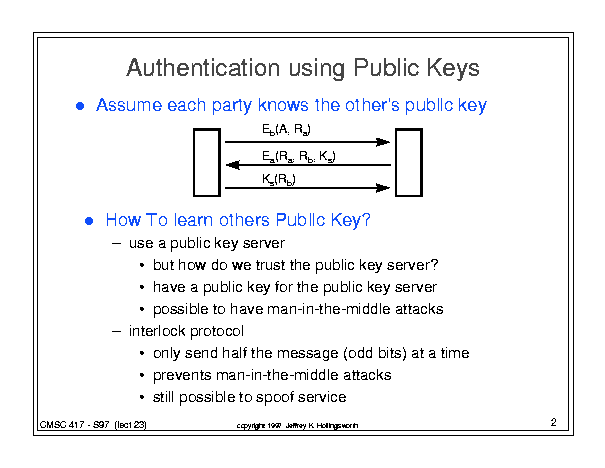 Authentication using Public Keys
● Assume each party knows the other's public key
E_b(A, R_a)
E_a(R_a, R_b, K_s)
K_s(R_b)
● How To learn others Public Key?
– use a public key server
• but how do we trust the public key server?
• have a public key for the public key server
• possible to have man-in-the-middle attacks
– interlock protocol
• only send half the message (odd bits) at a time
• prevents man-in-the-middle attacks
• still possible to spoof service
CMSC 417 - S97 (lect 23)
copyright 1997 Jeffrey K. Hollingsworth
2